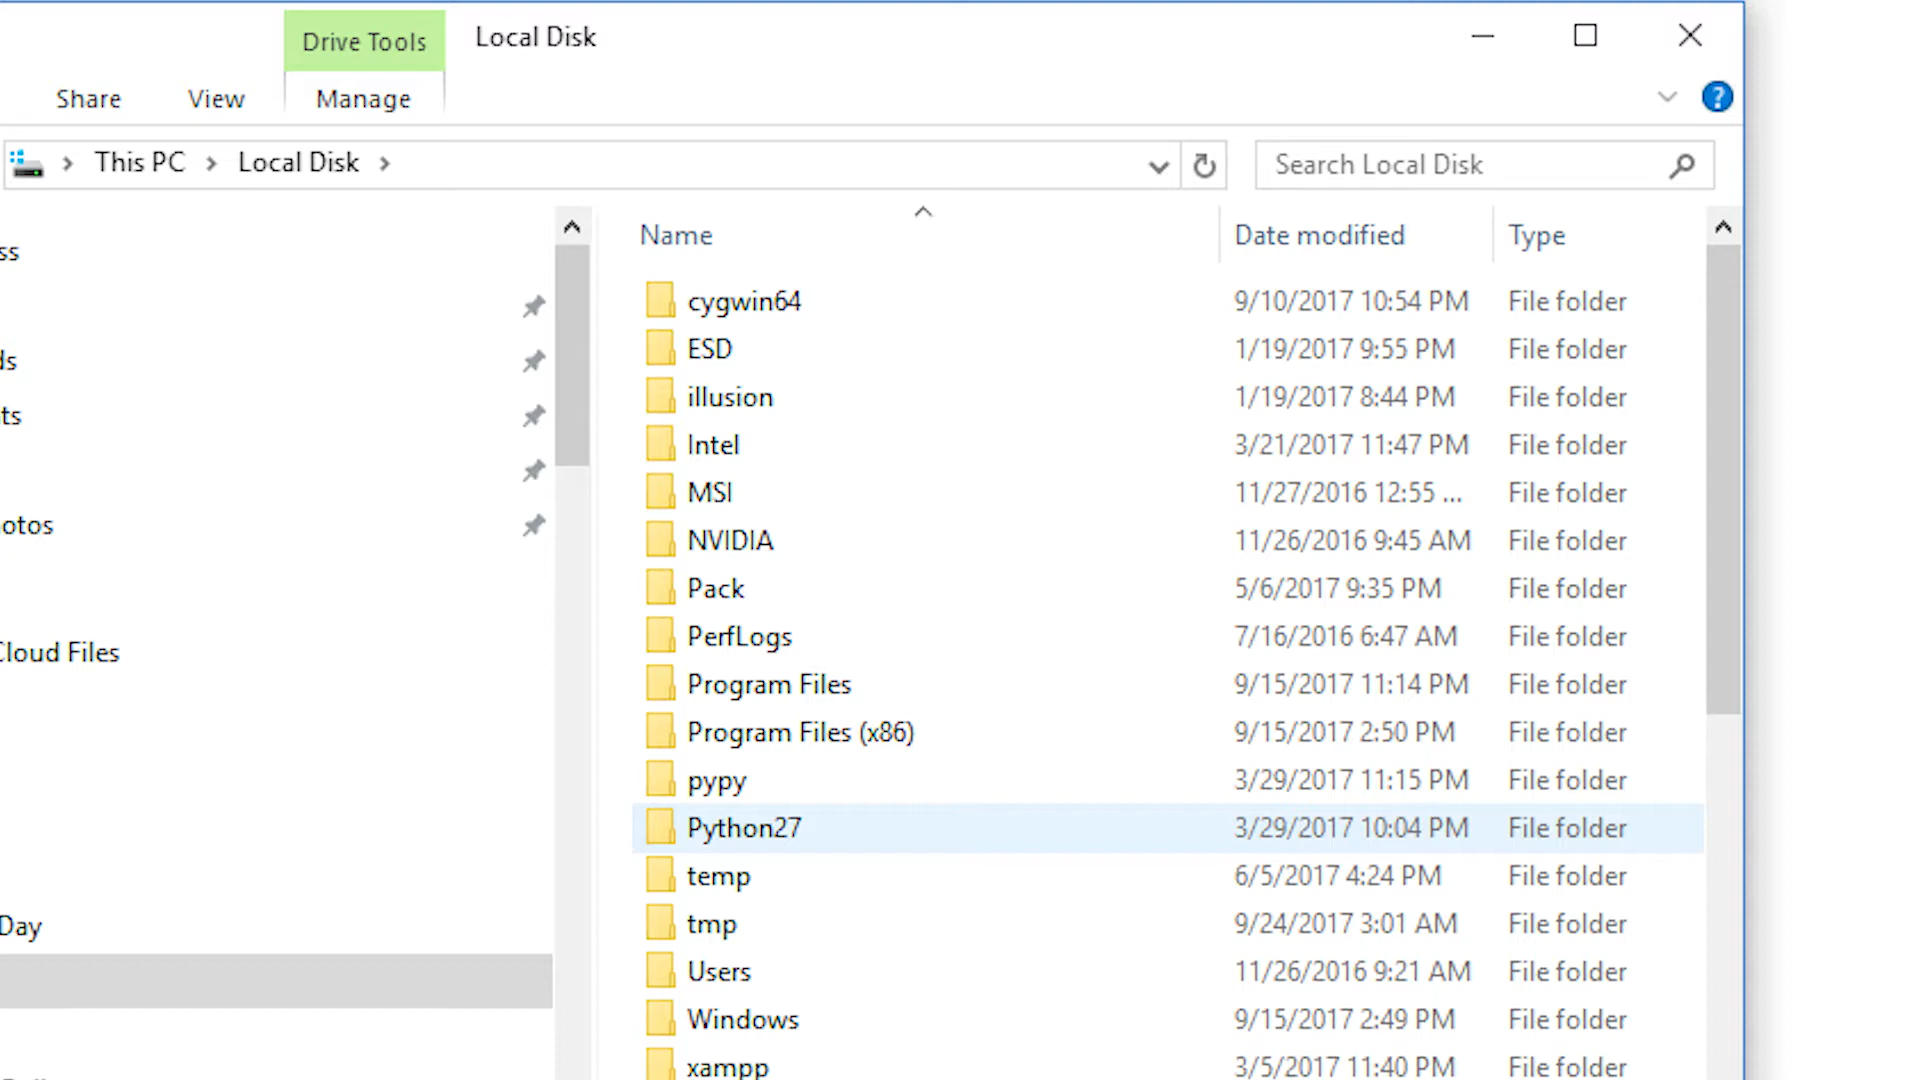 Drive Tools Local Disk
Share View Manage
This PC Local Disk Search Local Disk
Name Date modified Type
ss
ds
ts
otos
Cloud Files
Day
cygwin64 9/10/2017 10:54 PM File folder
ESD 1/19/2017 9:55 PM File folder
illusion 1/19/2017 8:44 PM File folder
Intel 3/21/2017 11:47 PM File folder
MSI 11/27/2016 12:55 ... File folder
NVIDIA 11/26/2016 9:45 AM File folder
Pack 5/6/2017 9:35 PM File folder
PerfLogs 7/16/2016 6:47 AM File folder
Program Files 9/15/2017 11:14 PM File folder
Program Files (x86) 9/15/2017 2:50 PM File folder
pypy 3/29/2017 11:15 PM File folder
Python27 3/29/2017 10:04 PM File folder
temp 6/5/2017 4:24 PM File folder
tmp 9/24/2017 3:01 AM File folder
Users 11/26/2016 9:21 AM File folder
Windows 9/15/2017 2:49 PM File folder
xampp 3/5/2017 11:40 PM File folder